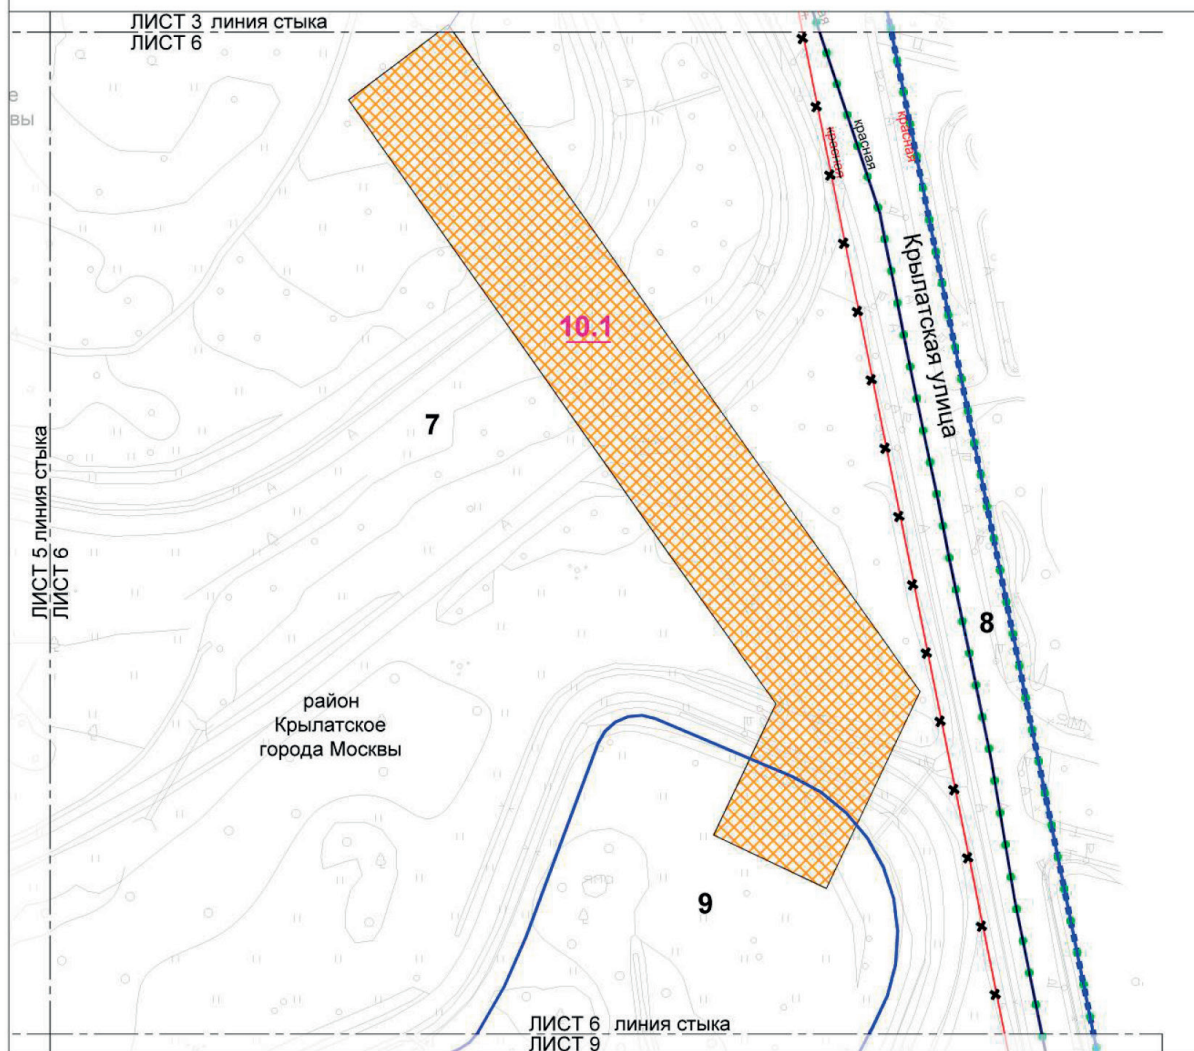 ЛИСТ 3 линия стыка
ЛИСТ 6
вы
красная
красная
красная
Крылатская улица
10.1
7
ЛИСТ 5 линия стыка
ЛИСТ 6
8
район
Крылатское
города Москвы
9
ЛИСТ 6 линия стыка
ЛИСТ 9